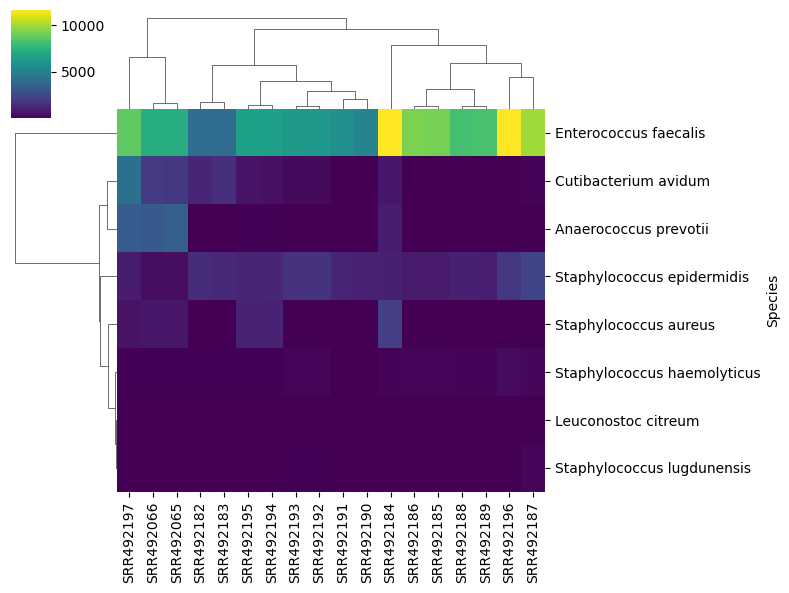 10000
5000
Enterococcus faecalis
Cutibacterium avidum
Anaerococcus prevotii
Staphylococcus epidermidis
Staphylococcus aureus
Staphylococcus haemolyticus
Leuconostoc citreum
Staphylococcus lugdunensis
Species
SRR492197
SRR492066
SRR492065
SRR492182
SRR492183
SRR492195
SRR492194
SRR492193
SRR492192
SRR492191
SRR492190
SRR492184
SRR492186
SRR492185
SRR492188
SRR492189
SRR492196
SRR492187